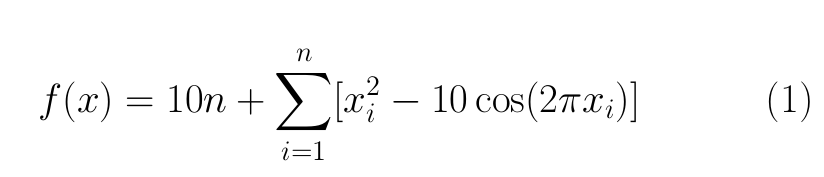 f(x) = 10n + \sum_{i=1}^{n} [x_i^2 - 10 \cos(2\pi x_i)] (1)